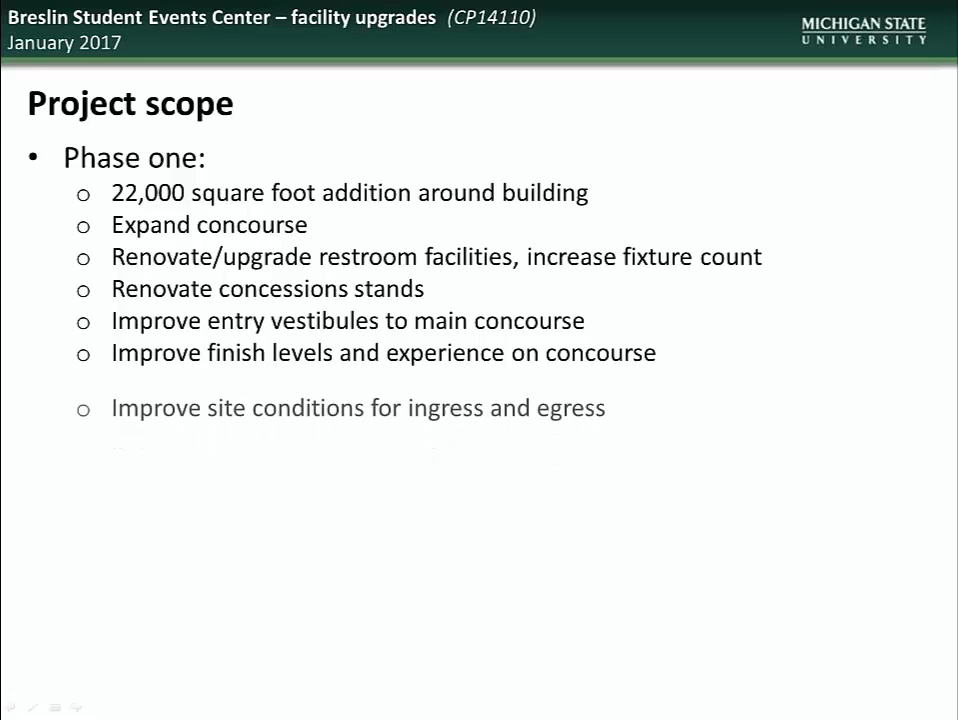 Breslin Student Events Center – facility upgrades (CP14110)
January 2017
MICHIGAN STATE
UNIVERSITY
Project scope
• Phase one:
o 22,000 square foot addition around building
o Expand concourse
o Renovate/upgrade restroom facilities, increase fixture count
o Renovate concessions stands
o Improve entry vestibules to main concourse
o Improve finish levels and experience on concourse
o Improve site conditions for ingress and egress